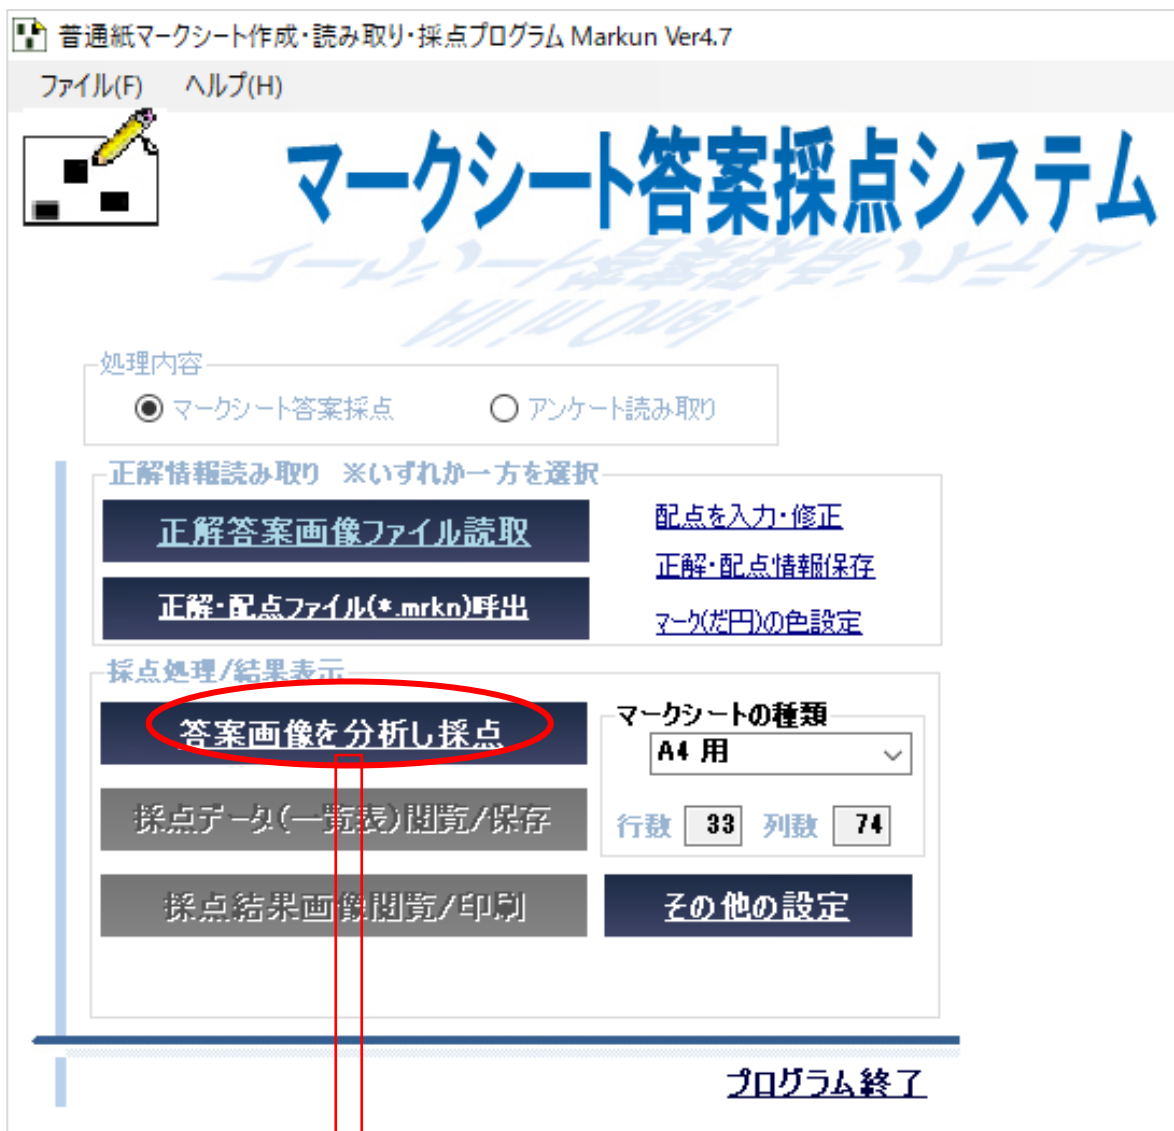 普通紙マークシート作成・読み取り・採点プログラム Markun Ver4.7
ファイル(F) ヘルプ(H)
マークシート答案採点システム
処理内容
マークシート答案採点 アンケート読み取り
正解情報読み取り ※いずれか一方を選択
正解答案画像ファイル読取
配点を入力・修正
正解・配点情報保存
正解・配点ファイル(*.mrkn)呼出
マーク(だ円)の色設定
採点処理/結果表示
答案画像を分析し採点
マークシートの種類
A4 用
採点データ(一覧表)閲覧/保存
行数 33 列数 74
採点結果画像閲覧/印刷
その他の設定
プログラム終了